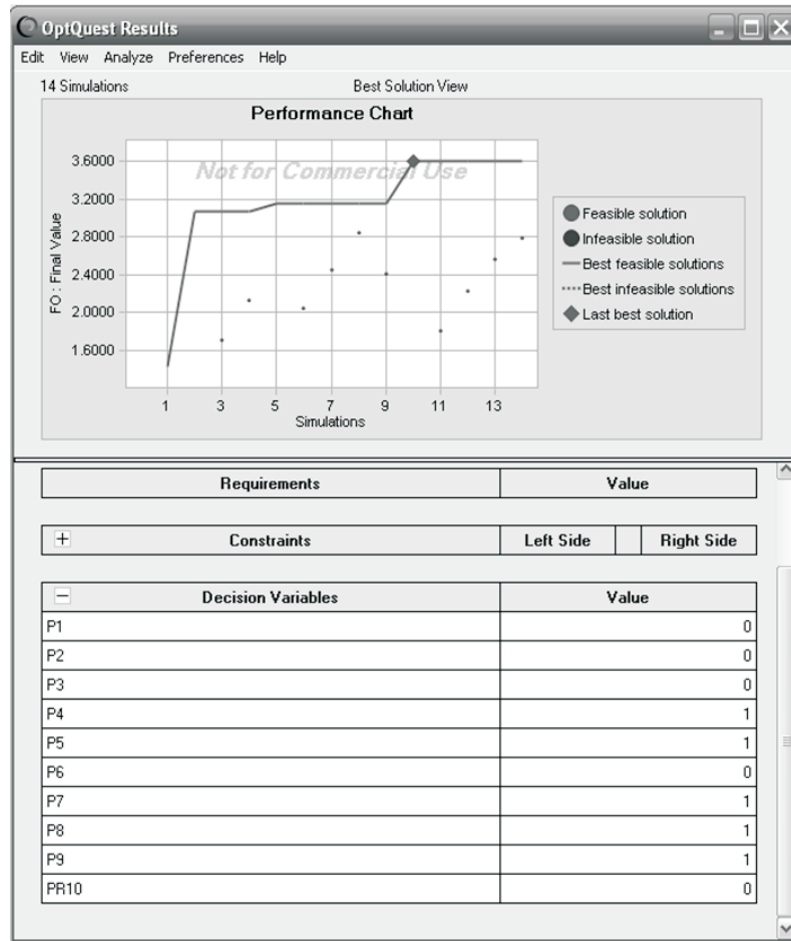 OptQuest Results
Edit View Analyze Preferences Help
14 Simulations Best Solution View
Performance Chart
Not for Commercial Use
FO : Final Value
3.6000
3.2000
2.8000
2.4000
2.0000
1.6000
1 3 5 7 9 11 13
Simulations
Feasible solution
Infeasible solution
Best feasible solutions
Best infeasible solutions
Last best solution
Requirements Value
+ Constraints Left Side Right Side
− Decision Variables Value
P1 0
P2 0
P3 0
P4 1
P5 1
P6 0
P7 1
P8 1
P9 1
PR10 0